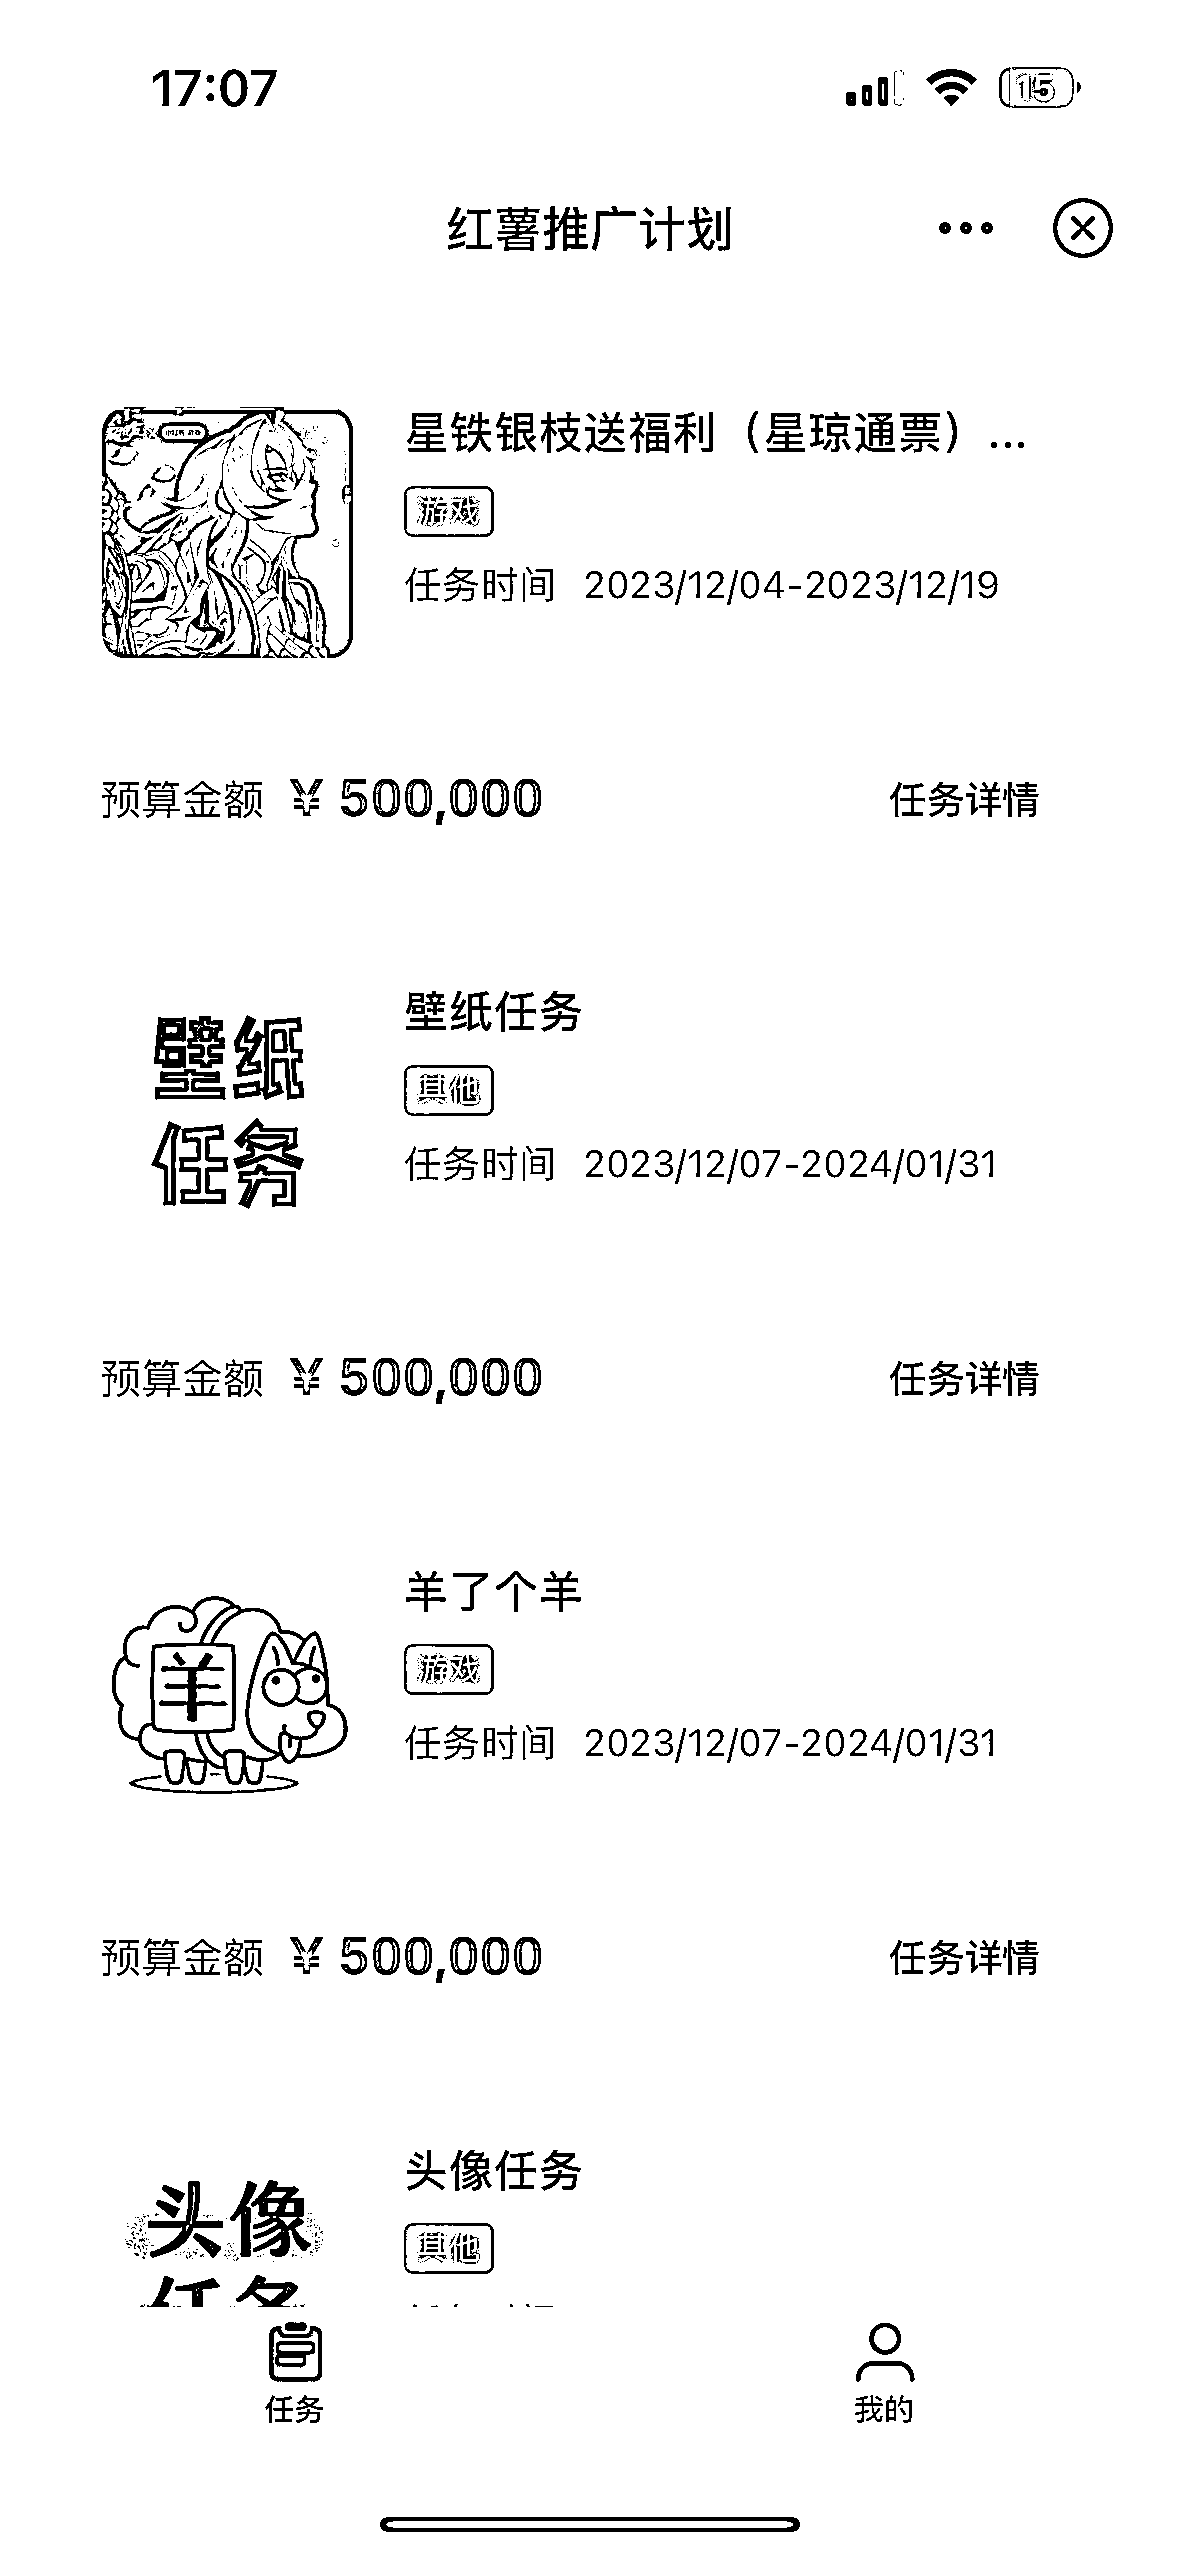 17:07
15
红薯推广计划
星铁银枝送福利（星琼通票）...
游戏
任务时间 2023/12/04-2023/12/19
预算金额 ¥ 500,000
任务详情
壁纸
任务
壁纸任务
其他
任务时间 2023/12/07-2024/01/31
预算金额 ¥ 500,000
任务详情
羊
羊了个羊
游戏
任务时间 2023/12/07-2024/01/31
预算金额 ¥ 500,000
任务详情
头像
任务
头像任务
其他
任务
我的